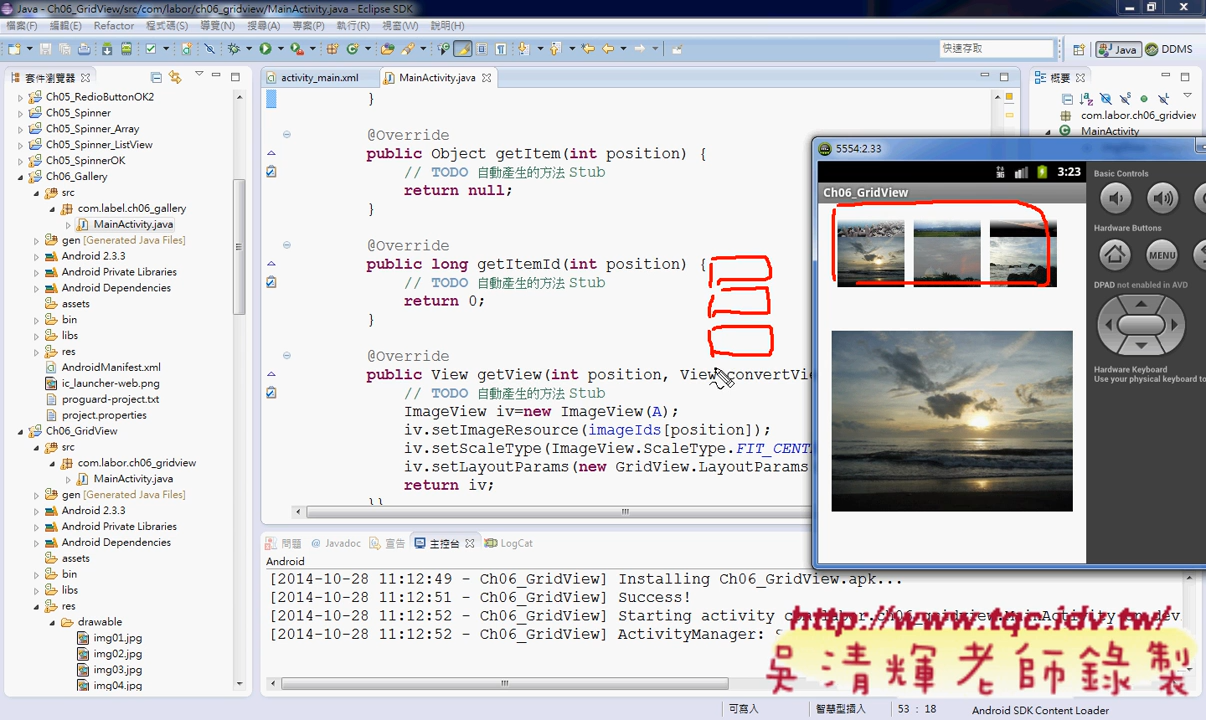 Java - Ch06_GridView/src/com/labor/ch06_gridview/MainActivity.java - Eclipse SDK
檔案(F) 編輯(E) Refactor 程式碼(S) 導覽(N) 搜尋(A) 專案(P) 執行(R) 視窗(W) 說明(H)
快速存取
Java
DDMS
套件瀏覽器
Ch05_RedioButtonOK2
Ch05_Spinner
Ch05_Spinner_Array
Ch05_Spinner_ListView
Ch05_SpinnerOK
Ch06_Gallery
src
com.label.ch06_gallery
MainActivity.java
gen [Generated Java Files]
Android 2.3.3
Android Private Libraries
Android Dependencies
assets
bin
libs
res
AndroidManifest.xml
ic_launcher-web.png
proguard-project.txt
project.properties
Ch06_GridView
src
com.labor.ch06_gridview
MainActivity.java
gen [Generated Java Files]
Android 2.3.3
Android Private Libraries
Android Dependencies
assets
bin
libs
res
drawable
img01.jpg
img02.jpg
img03.jpg
img04.jpg
activity_main.xml
MainActivity.java
}
@Override
public Object getItem(int position) {
// TODO 自動產生的方法 Stub
return null;
}
@Override
public long getItemId(int position) {
// TODO 自動產生的方法 Stub
return 0;
}
@Override
public View getView(int position, View convertVi
// TODO 自動產生的方法 Stub
ImageView iv=new ImageView(A);
iv.setImageResource(imageIds[position]);
iv.setScaleType(ImageView.ScaleType.FIT_CENT
iv.setLayoutParams(new GridView.LayoutParams
return iv;
}}
概要
com.labor.ch06_gridview
MainActivity
5554:2.33
3:23
Ch06_GridView
Basic Controls
Hardware Buttons
MENU
DPAD not enabled in AVD
Hardware Keyboard
Use your physical keyboard to
問題
Javadoc
宣告
主控台
LogCat
Android
[2014-10-28 11:12:49 - Ch06_GridView] Installing Ch06_GridView.apk...
[2014-10-28 11:12:51 - Ch06_GridView] Success!
[2014-10-28 11:12:52 - Ch06_GridView] Starting activity
[2014-10-28 11:12:52 - Ch06_GridView] ActivityManager:
http://www.tqc.idv.tw/
吳清輝老師錄製
可寫入
智慧型插入
53 : 18
Android SDK Content Loader